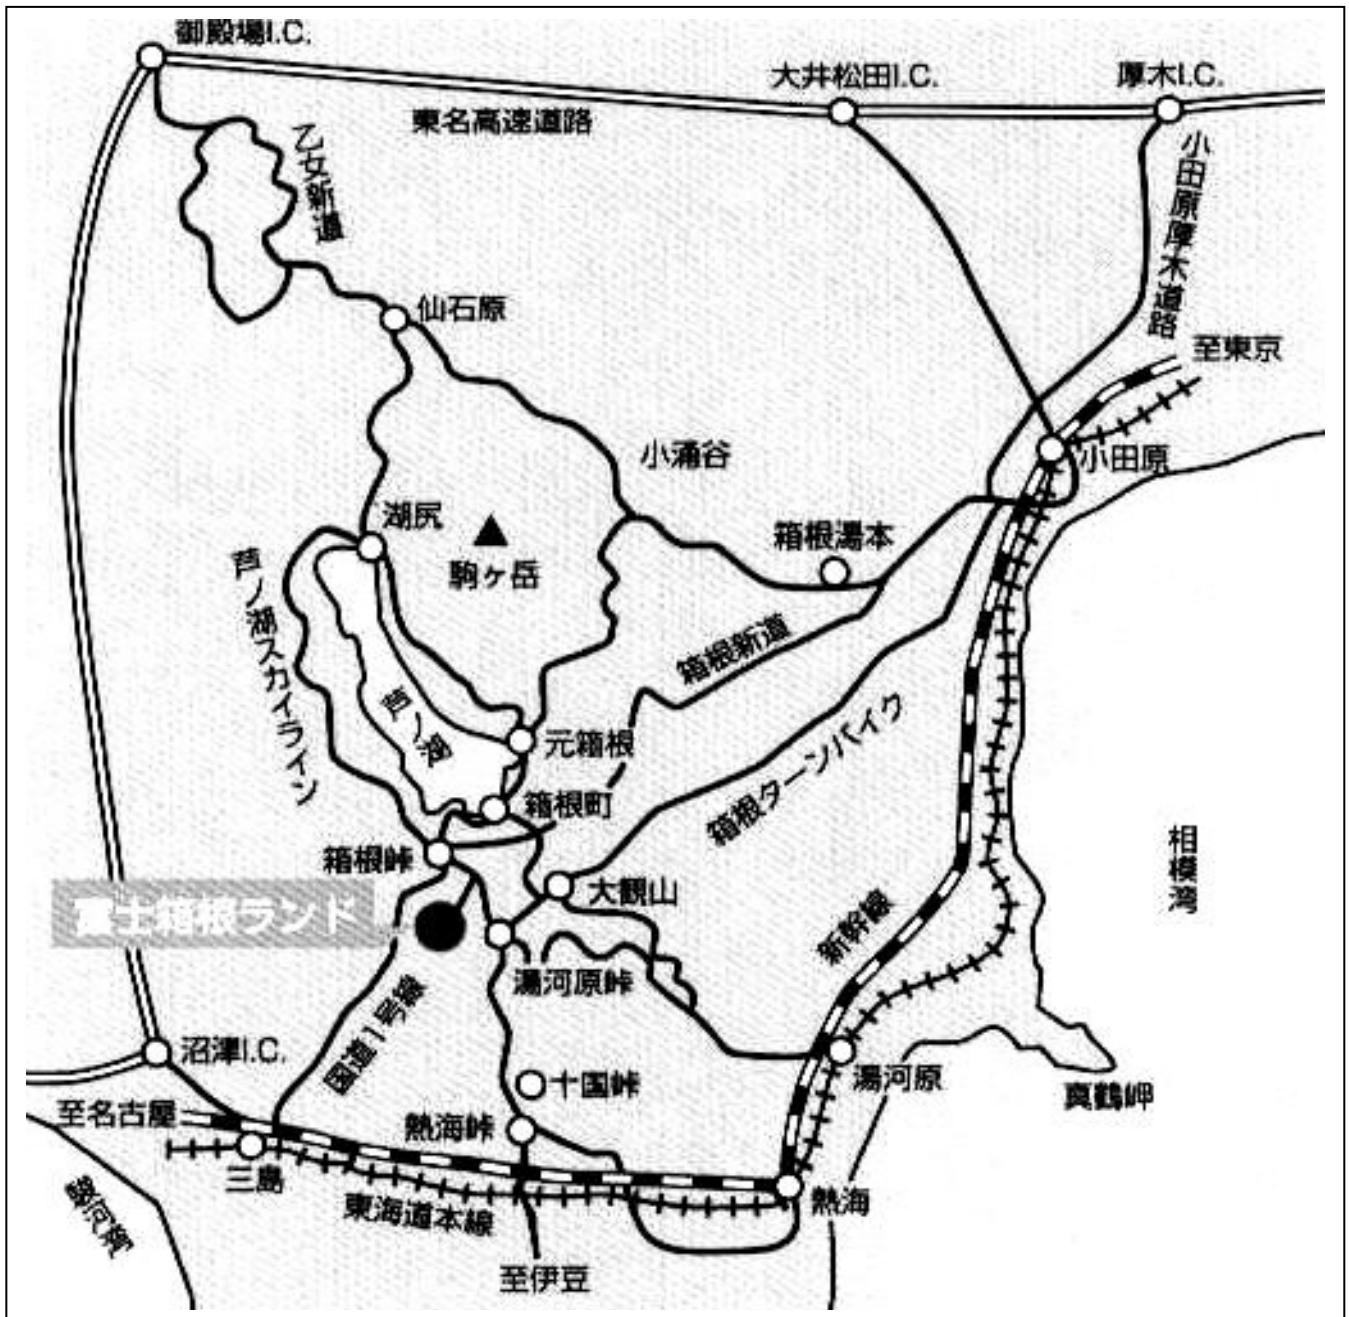 御殿場I.C.
大井松田I.C.
厚木I.C.
東名高速道路
乙女新道
小田原厚木道路
仙石原
至東京
小涌谷
小田原
湖尻
箱根湯本
駒ヶ岳
芦ノ湖スカイライン
箱根新道
芦ノ湖
元箱根
箱根ターンパイク
箱根町
相模湾
箱根峠
大観山
富士箱根ランド
新幹線
湯河原峠
国道1号線
沼津I.C.
十国峠
湯河原
真鶴岬
至名古屋
熱海峠
三島
熱海
駿河湾
東海道本線
至伊豆